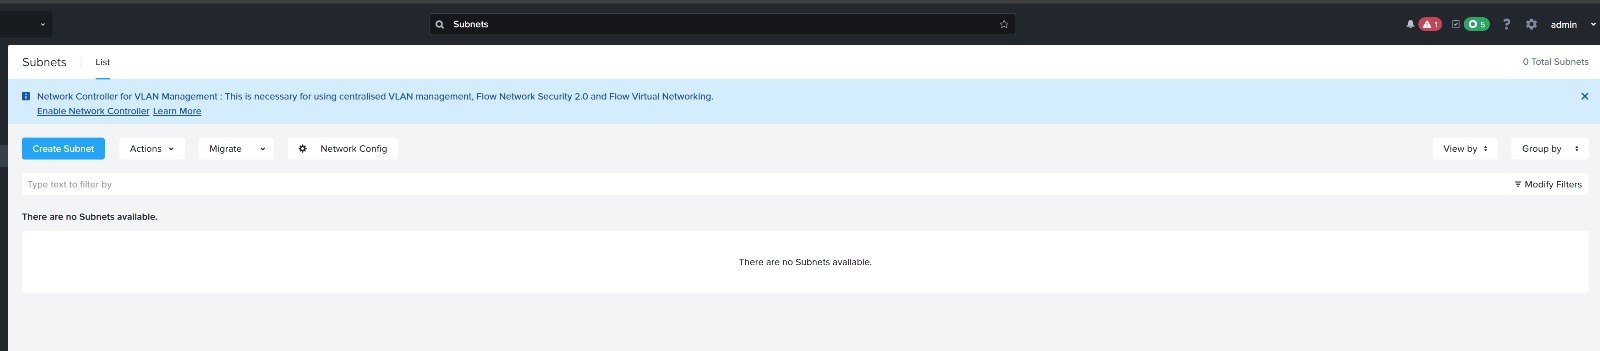 Subnets
1
5
?
admin
Subnets
List
0 Total Subnets
Network Controller for VLAN Management : This is necessary for using centralised VLAN management, Flow Network Security 2.0 and Flow Virtual Networking.
Enable Network Controller Learn More
Create Subnet
Actions
Migrate
Network Config
View by
Group by
Type text to filter by
Modify Filters
There are no Subnets available.
There are no Subnets available.